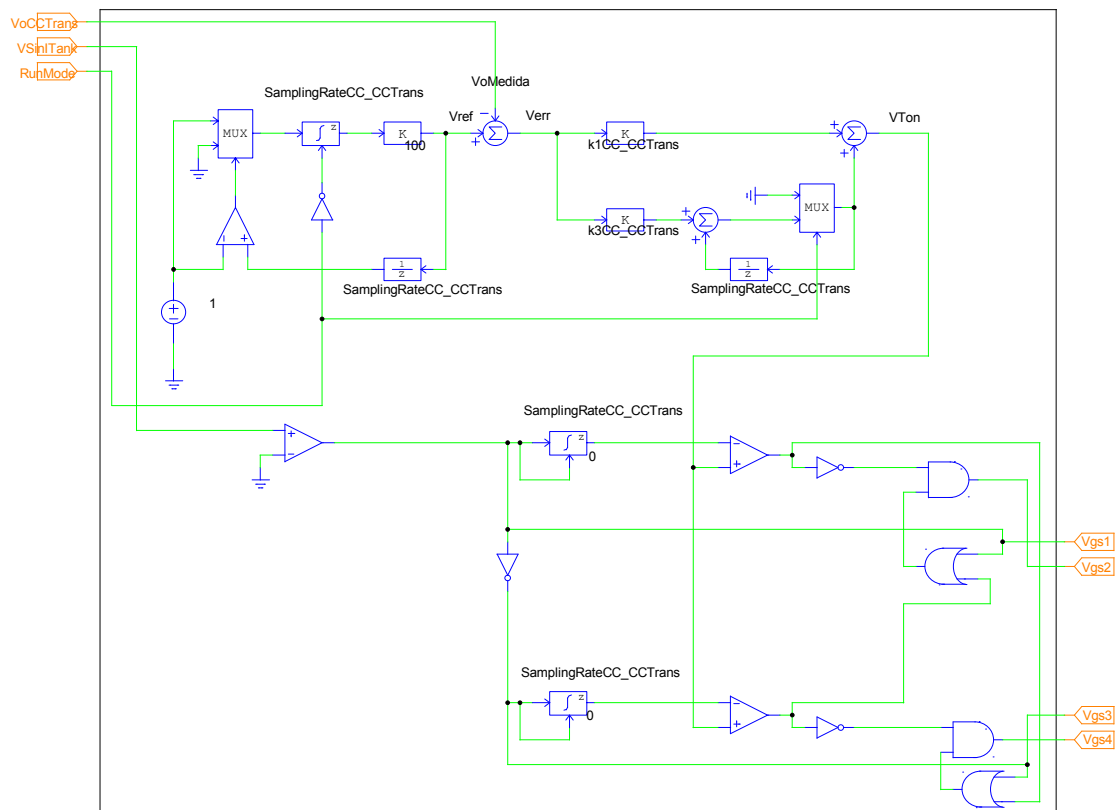 VoCCTrans
VSinITank
RunMode
VoMedida
SamplingRateCC_CCTrans
Vref
Verr
VTon
MUX
∫ z
K
100
Σ
K
k1CC_CCTrans
Σ
K
k3CC_CCTrans
Σ
MUX
1/z
SamplingRateCC_CCTrans
1/z
SamplingRateCC_CCTrans
1
SamplingRateCC_CCTrans
∫ z
0
Vgs1
Vgs2
SamplingRateCC_CCTrans
∫ z
0
Vgs3
Vgs4